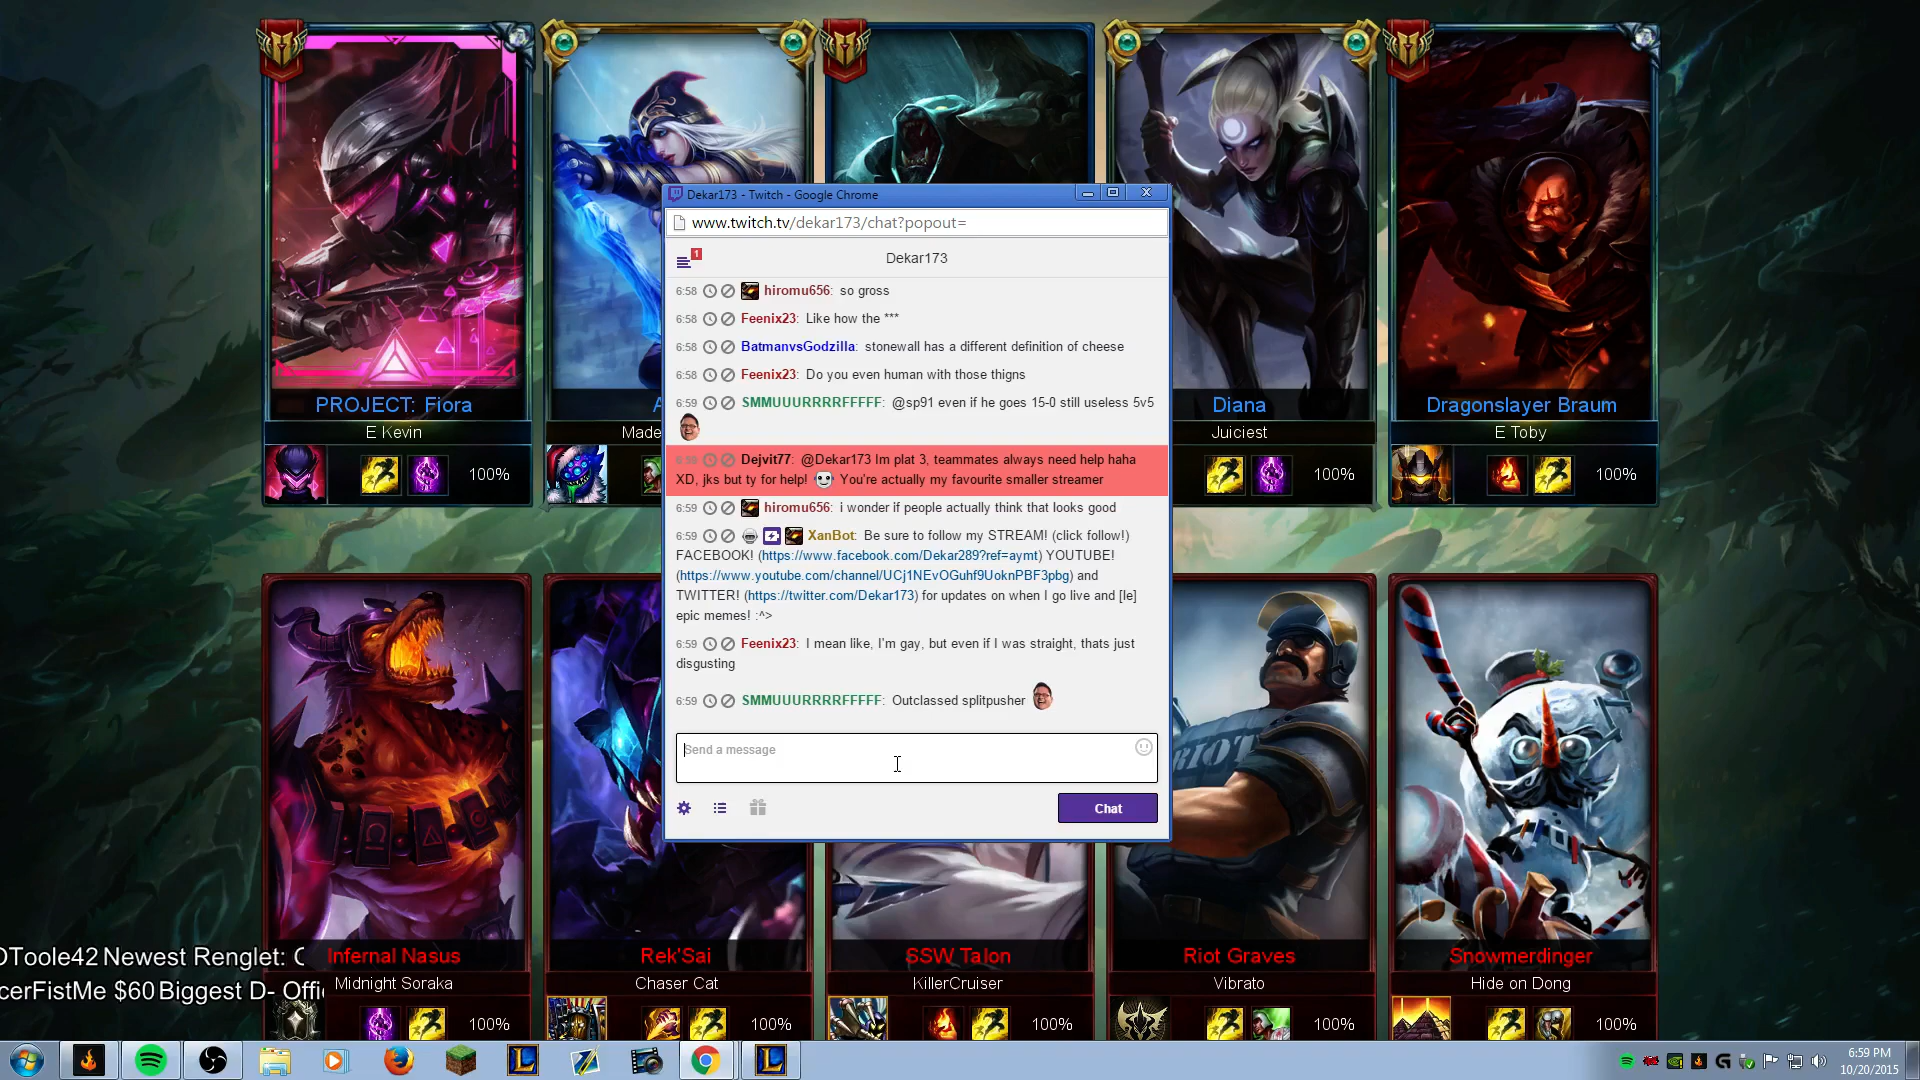 PROJECT: Fiora
E Kevin
100%
A
Made
Diana
Juiciest
100%
Dragonslayer Braum
E Toby
100%
Dekar173 - Twitch - Google Chrome
www.twitch.tv/dekar173/chat?popout=
1
Dekar173
6:58 hiromu656: so gross
6:58 Feenix23: Like how the ***
6:58 BatmanvsGodzilla: stonewall has a different definition of cheese
6:58 Feenix23: Do you even human with those thigns
6:59 SMMUUURRRRFFFFF: @sp91 even if he goes 15-0 still useless 5v5
6:59 Dejvit77: @Dekar173 Im plat 3, teammates always need help haha
XD, jks but ty for help! You're actually my favourite smaller streamer
6:59 hiromu656: i wonder if people actually think that looks good
6:59 XanBot: Be sure to follow my STREAM! (click follow!)
FACEBOOK! (https://www.facebook.com/Dekar289?ref=aymt) YOUTUBE!
(https://www.youtube.com/channel/UCj1NEvOGuhf9UoknPBF3pbg) and
TWITTER! (https://twitter.com/Dekar173) for updates on when I go live and [le]
epic memes! :^>
6:59 Feenix23: I mean like, I'm gay, but even if I was straight, thats just
disgusting
6:59 SMMUUURRRRFFFFF: Outclassed splitpusher
Send a message
Chat
RIOT
OToole42 Newest Renglet: C
cerFistMe $60 Biggest D- Offi
Infernal Nasus
Midnight Soraka
100%
Rek'Sai
Chaser Cat
100%
SSW Talon
KillerCruiser
100%
Riot Graves
Vibrato
100%
Snowmerdinger
Hide on Dong
100%
6:59 PM
10/20/2015